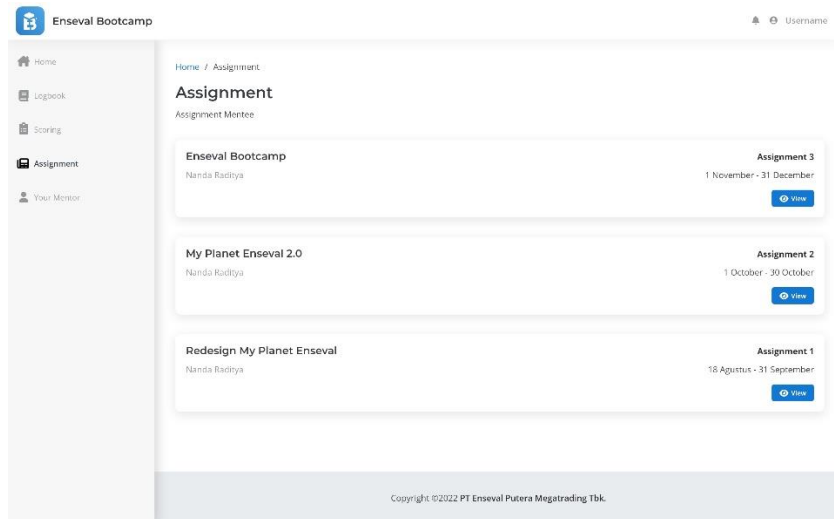 Enseval Bootcamp
Username
Home
Logbook
Scoring
Assignment
Your Mentor
Home / Assignment
Assignment
Assignment Mentee
Enseval Bootcamp
Assignment 3
Nanda Raditya
1 November - 31 December
View
My Planet Enseval 2.0
Assignment 2
Nanda Raditya
1 October - 30 October
View
Redesign My Planet Enseval
Assignment 1
Nanda Raditya
18 Agustus - 31 September
View
Copyright ©2022 PT Enseval Putera Megatrading Tbk.